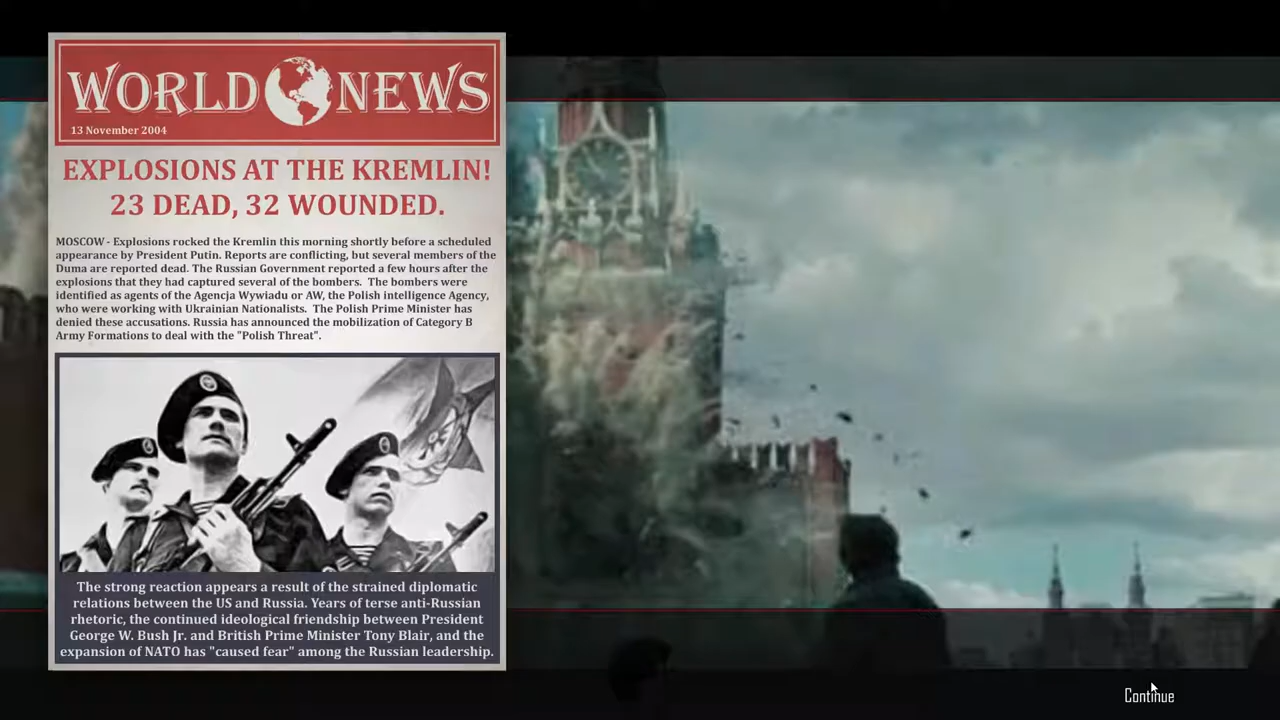 WORLD NEWS
13 November 2004
EXPLOSIONS AT THE KREMLIN!
23 DEAD, 32 WOUNDED.
MOSCOW - Explosions rocked the Kremlin this morning shortly before a scheduled
appearance by President Putin. Reports are conflicting, but several members of the
Duma are reported dead. The Russian Government reported a few hours after the
explosions that they had captured several of the bombers. The bombers were
identified as agents of the Agencja Wywiadu or AW, the Polish intelligence Agency,
who were working with Ukrainian Nationalists. The Polish Prime Minister has
denied these accusations. Russia has announced the mobilization of Category B
Army Formations to deal with the "Polish Threat".
The strong reaction appears a result of the strained diplomatic
relations between the US and Russia. Years of terse anti-Russian
rhetoric, the continued ideological friendship between President
George W. Bush Jr. and British Prime Minister Tony Blair, and the
expansion of NATO has "caused fear" among the Russian leadership.
Continue